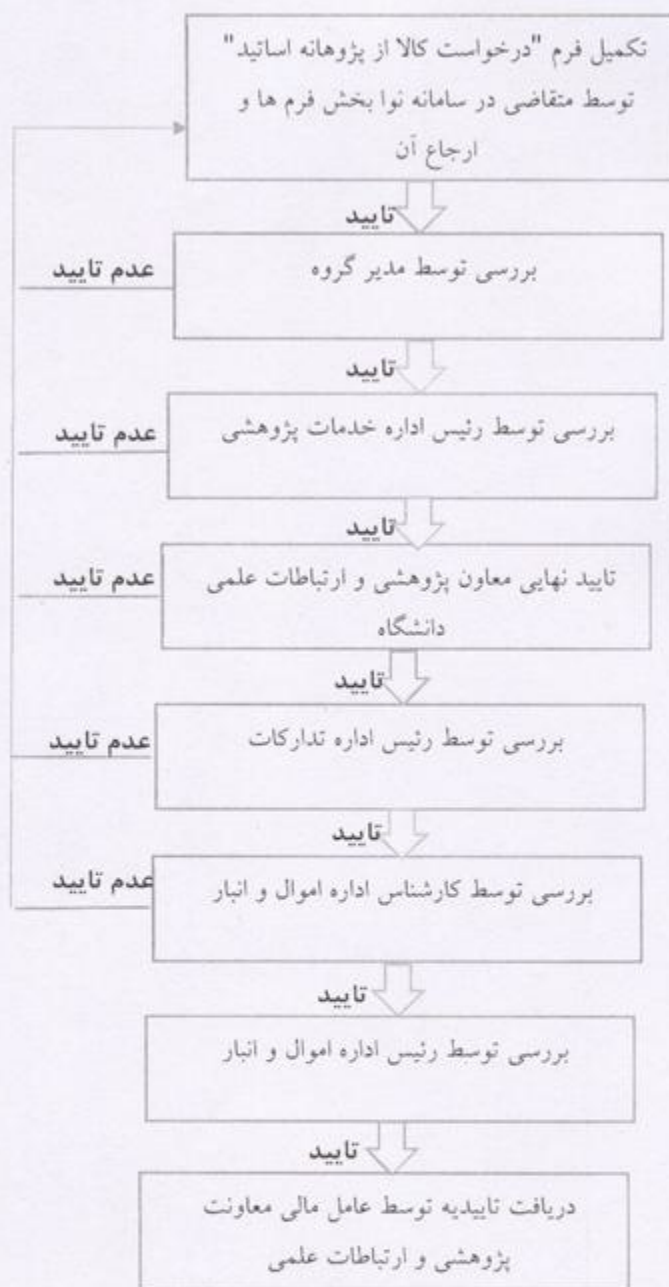 تکمیل فرم "درخواست کالا از پژوهانه اساتید"
توسط متقاضی در سامانه نوا بخش فرم ها و
ارجاع آن
تایید
بررسی توسط مدیر گروه
عدم تایید
تایید
بررسی توسط رئیس اداره خدمات پژوهشی
عدم تایید
تایید
تایید نهایی معاون پژوهشی و ارتباطات علمی
دانشگاه
عدم تایید
تایید
بررسی توسط رئیس اداره تدارکات
عدم تایید
تایید
بررسی توسط کارشناس اداره اموال و انبار
عدم تایید
تایید
بررسی توسط رئیس اداره اموال و انبار
تایید
دریافت تاییدیه توسط عامل مالی معاونت
پژوهشی و ارتباطات علمی